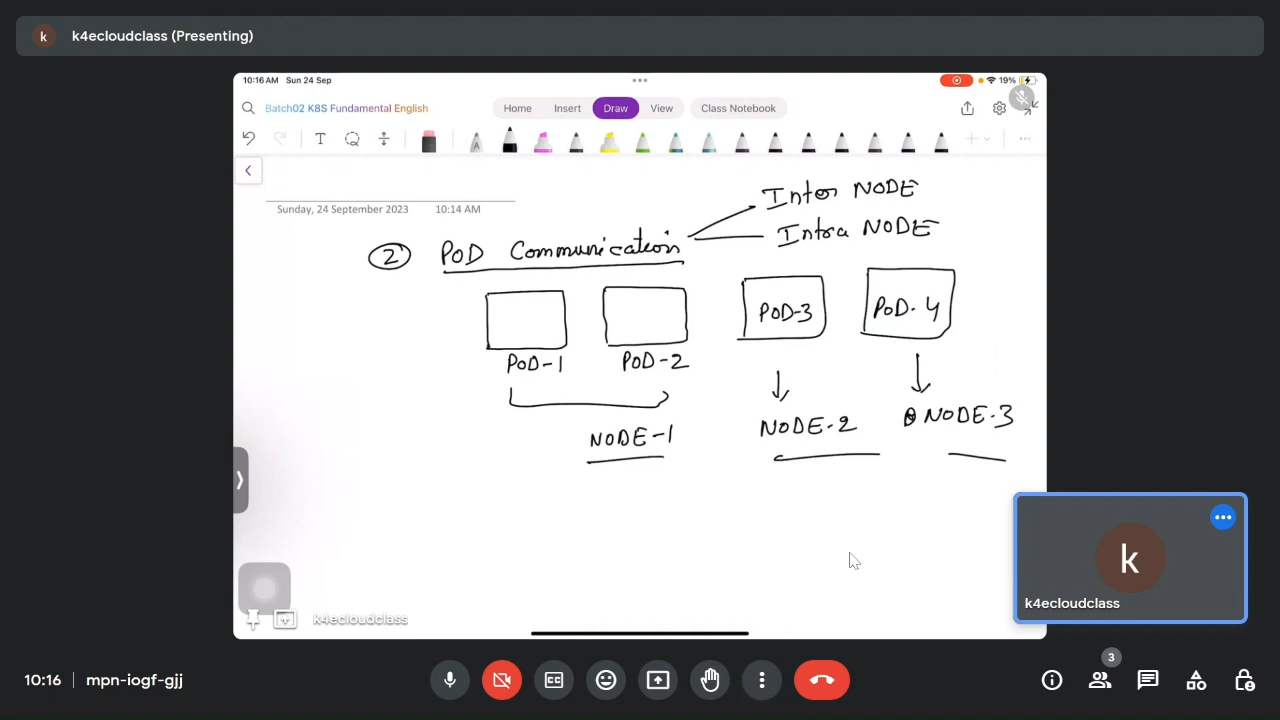 k k4ecloudclass (Presenting)
10:16 AM Sun 24 Sep
19%
Batch02 K8S Fundamental English
Home Insert Draw View Class Notebook
T
A
Sunday, 24 September 2023 10:14 AM
Inter NODE
Intra NODE
2 POD Communication
POD-3
POD-4
POD-1
POD-2
NODE-1
NODE-2
NODE-3
k
k4ecloudclass
k4ecloudclass
10:16 mpn-iogf-gjj
CC
3